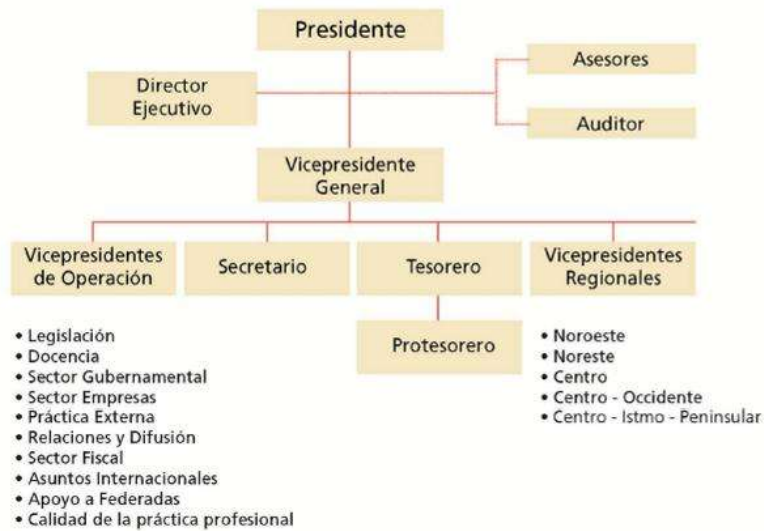 Presidente
Asesores
Director
Ejecutivo
Auditor
Vicepresidente
General
Vicepresidentes
de Operación
Secretario
Tesorero
Vicepresidentes
Regionales
Protesorero
• Legislación
• Docencia
• Sector Gubernamental
• Sector Empresas
• Práctica Externa
• Relaciones y Difusión
• Sector Fiscal
• Asuntos Internacionales
• Apoyo a Federadas
• Calidad de la práctica profesional
• Noroeste
• Noreste
• Centro
• Centro - Occidente
• Centro - Istmo - Peninsular